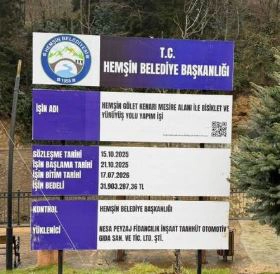 HEMŞİN BELEDİYESİ
1955
T.C.
HEMŞİN BELEDİYE BAŞKANLIĞI
İŞİN ADI
HEMŞİN GÖLET KENARI MESİRE ALANI İLE BİSİKLET VE
YÜRÜYÜŞ YOLU YAPIM İŞİ
SÖZLEŞME TARİHİ 15.10.2025
İŞİN BAŞLAMA TARİHİ 21.10.2025
İŞİN BİTİM TARİHİ 17.07.2026
İŞİN BEDELİ 31.903.287,36 TL
KONTROL HEMŞİN BELEDİYE BAŞKANLIĞI
YÜKLENİCİ
NESA PEYZAJ FİDANCILIK İNŞAAT TAAHHÜT OTOMOTİV
GIDA SAN. VE TİC. LTD. ŞTİ.